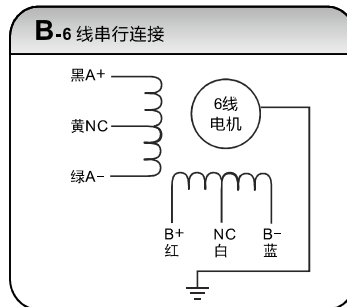 B-6 线串行连接
黑A+
黄NC
绿A-
6线
电机
B+ NC B-
红 白 蓝